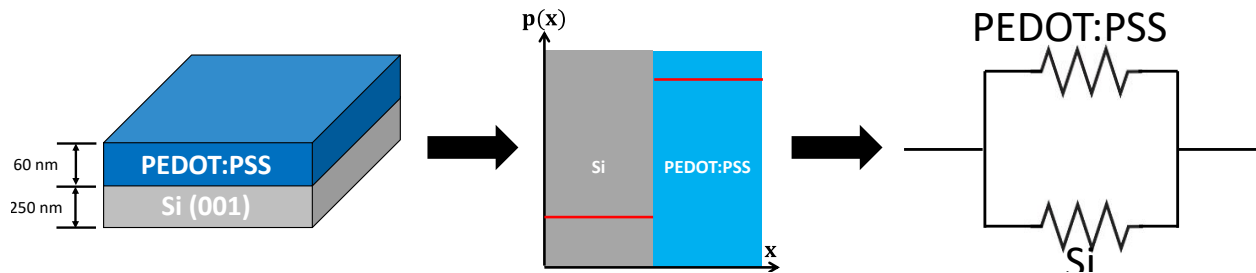 60 nm
PEDOT:PSS
250 nm
Si (001)
p(x)
Si
PEDOT:PSS
x
PEDOT:PSS
Si